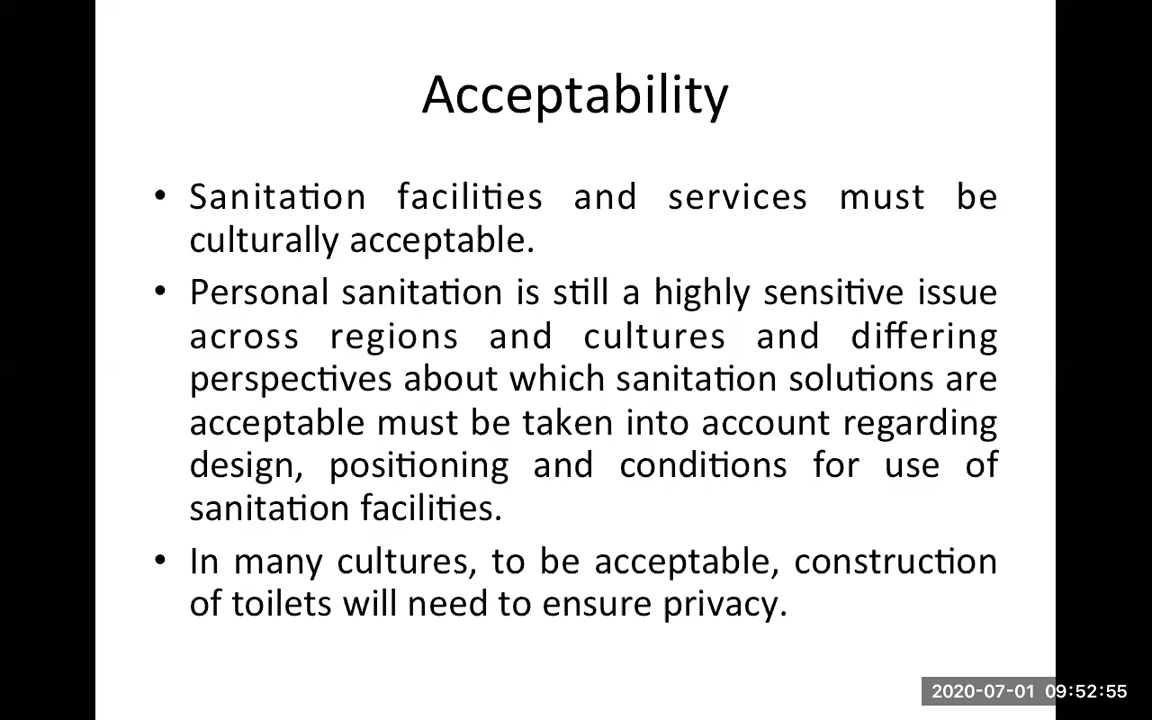 Acceptability
• Sanitation facilities and services must be
culturally acceptable.
• Personal sanitation is still a highly sensitive issue
across regions and cultures and differing
perspectives about which sanitation solutions are
acceptable must be taken into account regarding
design, positioning and conditions for use of
sanitation facilities.
• In many cultures, to be acceptable, construction
of toilets will need to ensure privacy.
2020-07-01 09:52:55